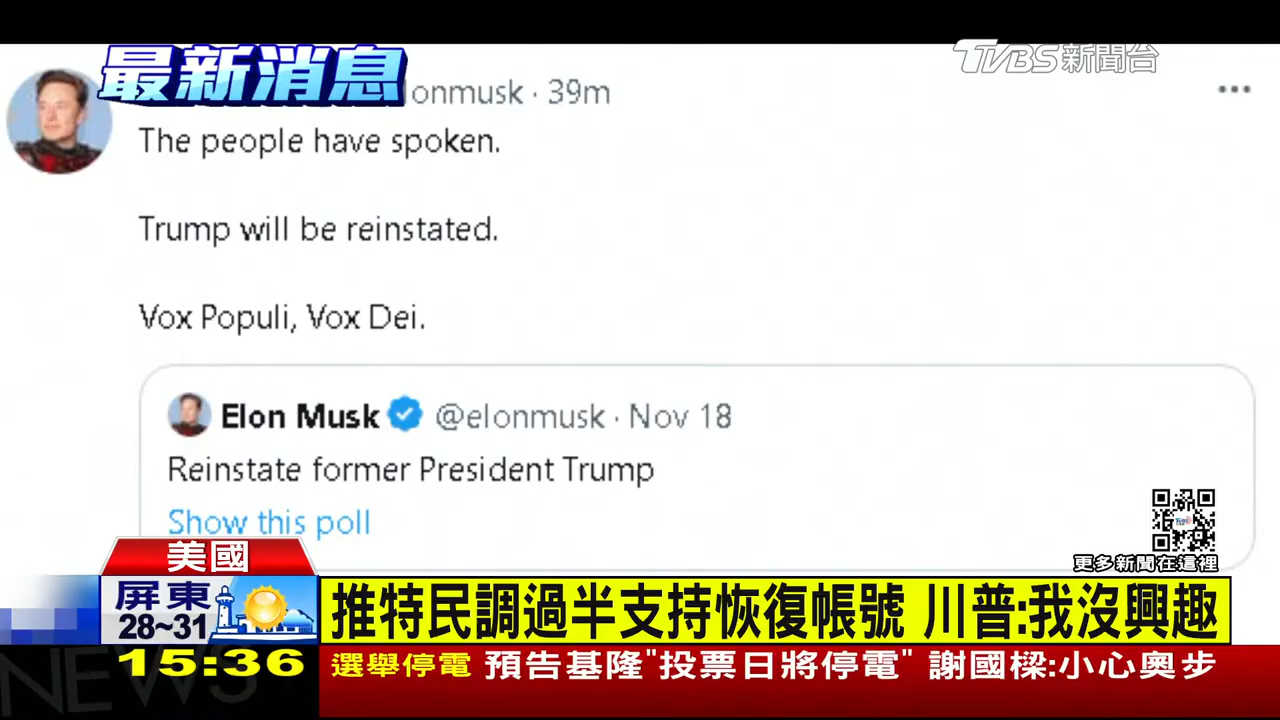 最新消息
TVBS新聞台
onmusk · 39m
The people have spoken.
Trump will be reinstated.
Vox Populi, Vox Dei.
Elon Musk @elonmusk · Nov 18
Reinstate former President Trump
Show this poll
更多新聞在這裡
美國
屏東
28~31
推特民調過半支持恢復帳號 川普:我沒興趣
15:36
選舉停電 預告基隆"投票日將停電" 謝國樑:小心奧步
NEWS